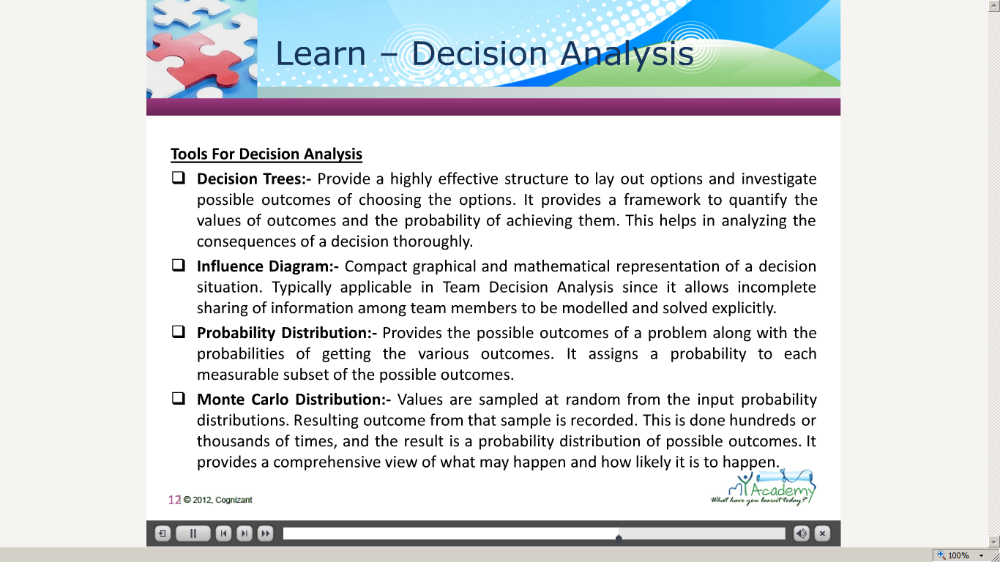 Learn – Decision Analysis
Tools For Decision Analysis
❑ Decision Trees:- Provide a highly effective structure to lay out options and investigate
possible outcomes of choosing the options. It provides a framework to quantify the
values of outcomes and the probability of achieving them. This helps in analyzing the
consequences of a decision thoroughly.
❑ Influence Diagram:- Compact graphical and mathematical representation of a decision
situation. Typically applicable in Team Decision Analysis since it allows incomplete
sharing of information among team members to be modelled and solved explicitly.
❑ Probability Distribution:- Provides the possible outcomes of a problem along with the
probabilities of getting the various outcomes. It assigns a probability to each
measurable subset of the possible outcomes.
❑ Monte Carlo Distribution:- Values are sampled at random from the input probability
distributions. Resulting outcome from that sample is recorded. This is done hundreds or
thousands of times, and the result is a probability distribution of possible outcomes. It
provides a comprehensive view of what may happen and how likely it is to happen.
myAcademy
What have you learnt today?
12 | © 2012, Cognizant
100%